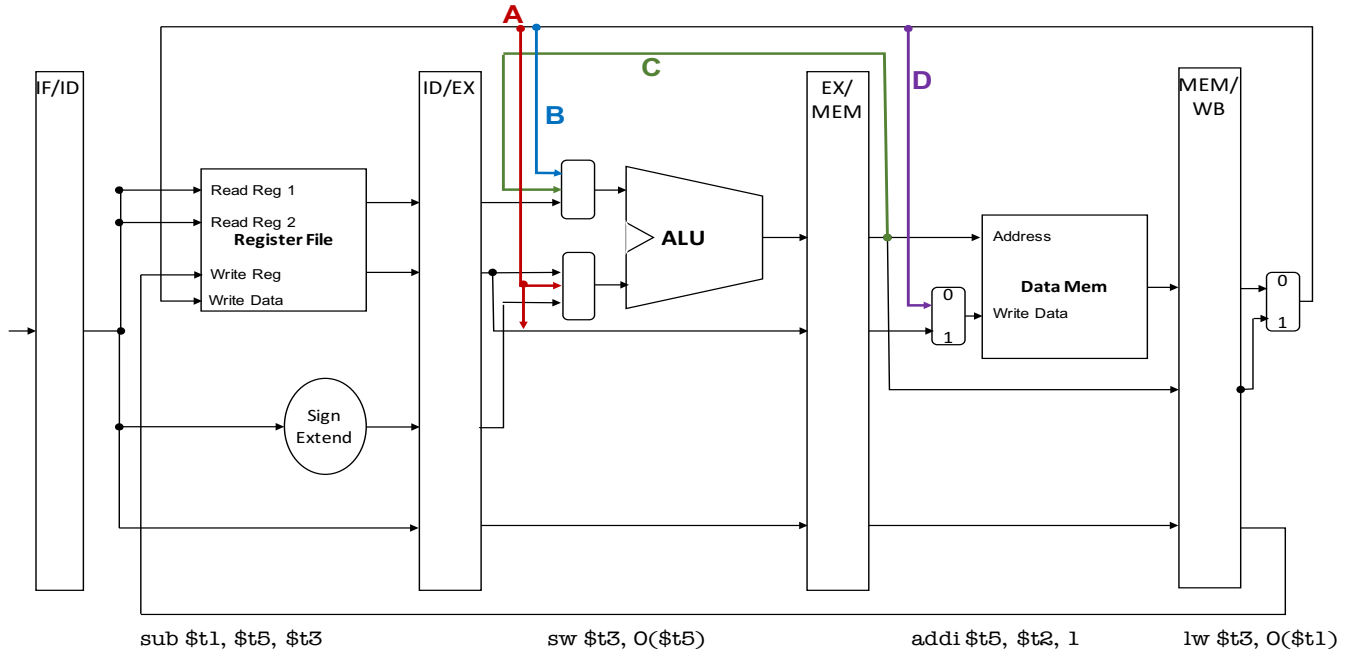 A
C
D
B
IF/ID
ID/EX
EX/
MEM
MEM/
WB
Read Reg 1
Read Reg 2
Register File
Write Reg
Write Data
ALU
Address
Data Mem
Write Data
0
1
0
1
Sign
Extend
sub $t1, $t5, $t3
sw $t3, 0($t5)
addi $t5, $t2, 1
lw $t3, 0($t1)